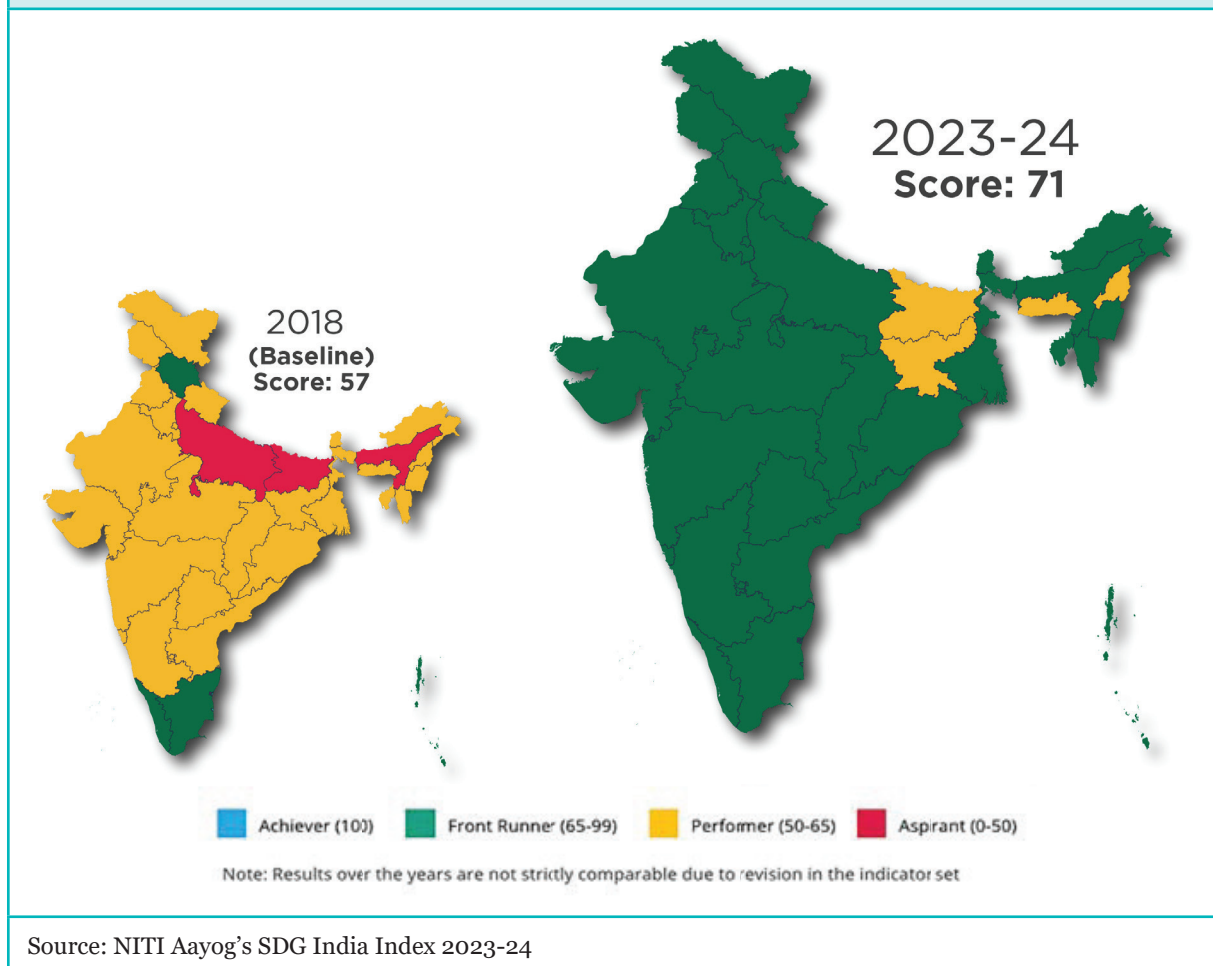 2023-24
Score: 71
2018
(Baseline)
Score: 57
Achiever (100) Front Runner (65-99) Performer (50-65) Aspirant (0-50)
Note: Results over the years are not strictly comparable due to revision in the indicator set
Source: NITI Aayog's SDG India Index 2023-24